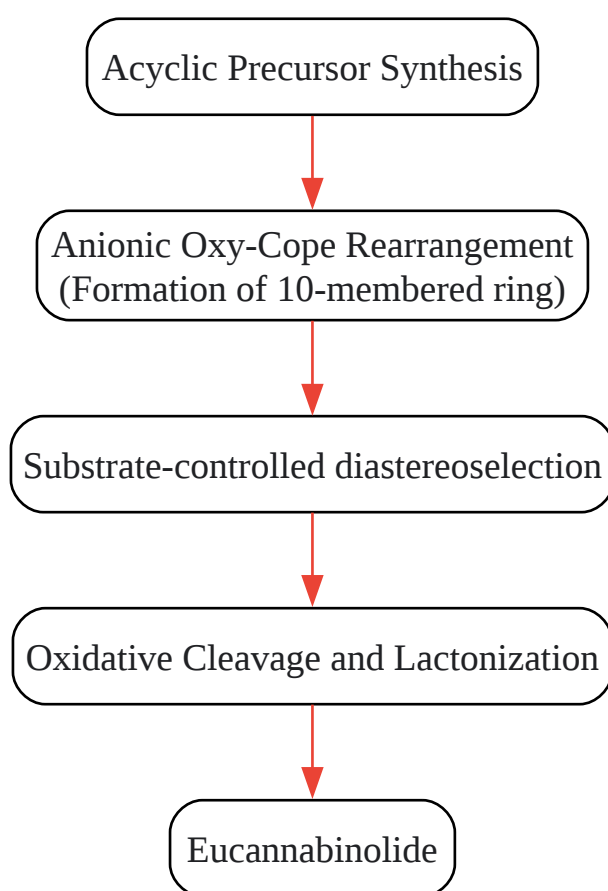 Acyclic Precursor Synthesis
Anionic Oxy-Cope Rearrangement
(Formation of 10-membered ring)
Substrate-controlled diastereoselection
Oxidative Cleavage and Lactonization
Eucannabinolide